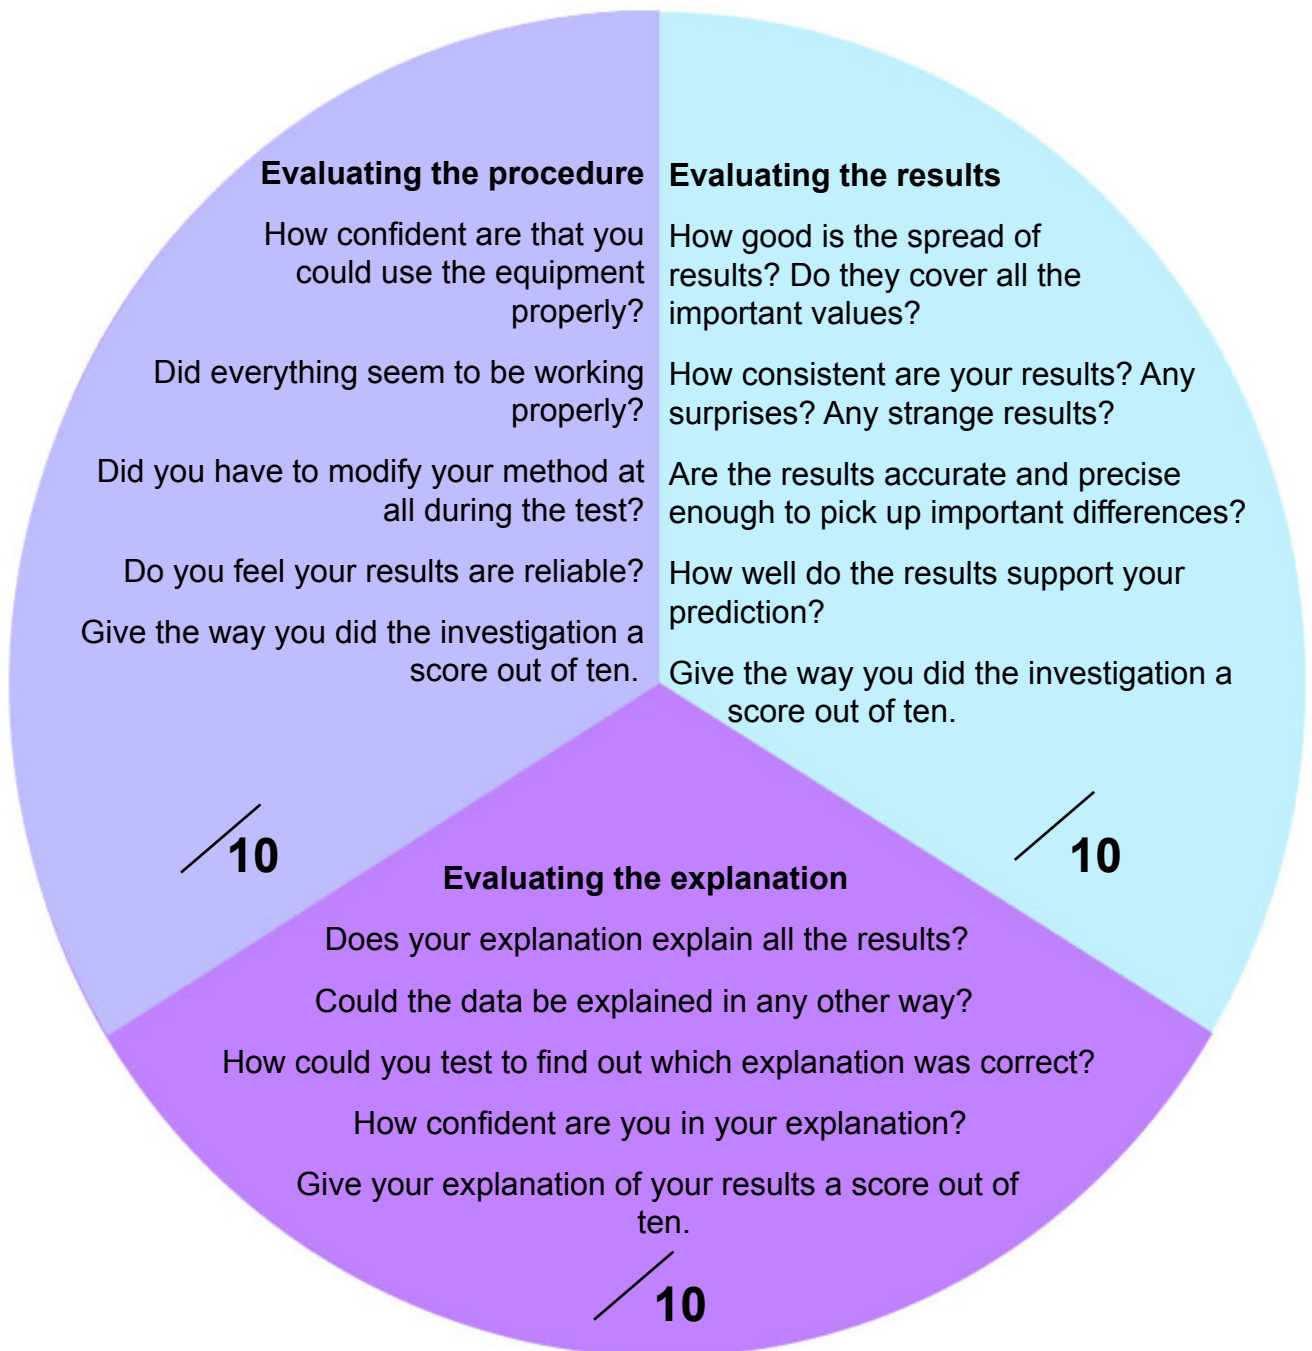 Evaluating the procedure
How confident are that you
could use the equipment
properly?
Did everything seem to be working
properly?
Did you have to modify your method at
all during the test?
Do you feel your results are reliable?
Give the way you did the investigation a
score out of ten.
/10
Evaluating the results
How good is the spread of
results? Do they cover all the
important values?
How consistent are your results? Any
surprises? Any strange results?
Are the results accurate and precise
enough to pick up important differences?
How well do the results support your
prediction?
Give the way you did the investigation a
score out of ten.
/10
Evaluating the explanation
Does your explanation explain all the results?
Could the data be explained in any other way?
How could you test to find out which explanation was correct?
How confident are you in your explanation?
Give your explanation of your results a score out of
ten.
/10